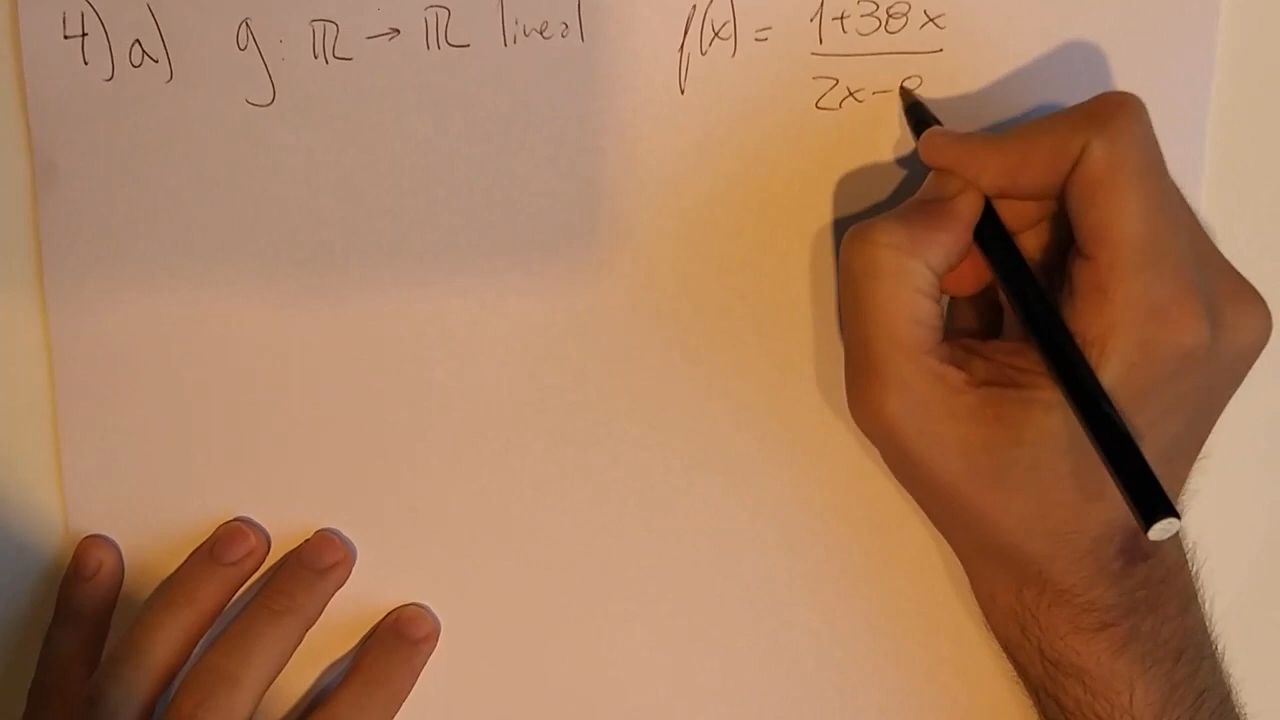 4) a) g: ℝ → ℝ lineal f(x) = 1+38x
2x-